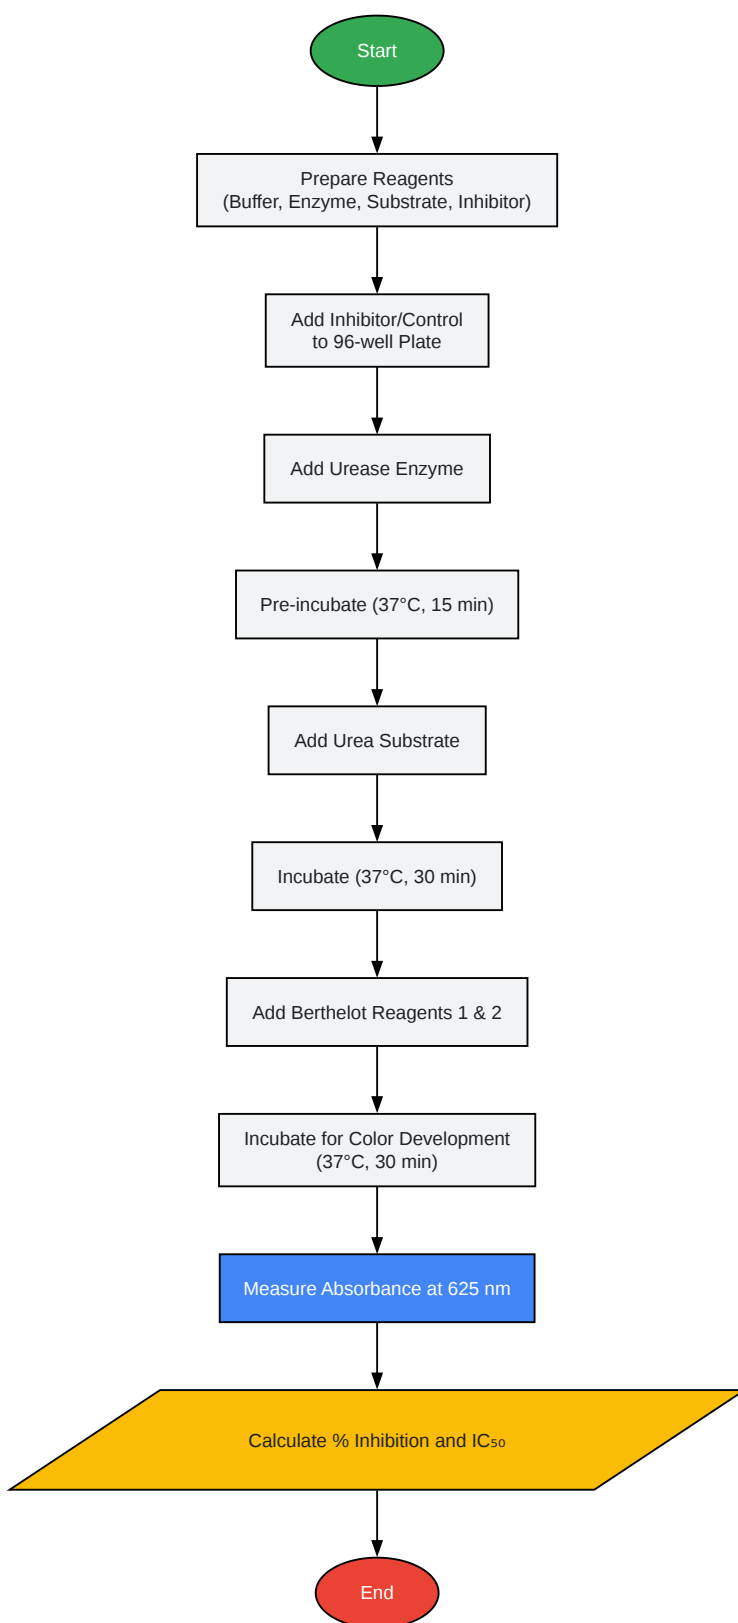 Start
Prepare Reagents
(Buffer, Enzyme, Substrate, Inhibitor)
Add Inhibitor/Control
to 96-well Plate
Add Urease Enzyme
Pre-incubate (37°C, 15 min)
Add Urea Substrate
Incubate (37°C, 30 min)
Add Berthelot Reagents 1 & 2
Incubate for Color Development
(37°C, 30 min)
Measure Absorbance at 625 nm
Calculate % Inhibition and IC₅₀
End